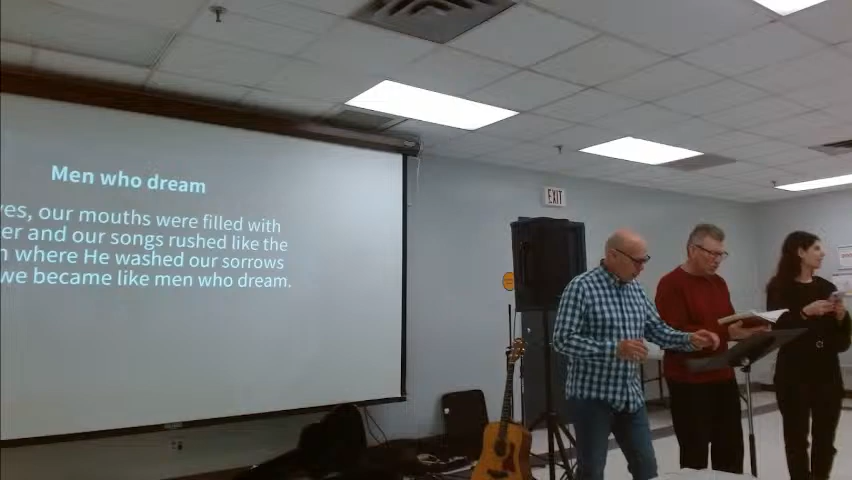 Men who dream
yes, our mouths were filled with
er and our songs rushed like the
n where He washed our sorrows
we became like men who dream.
EXIT